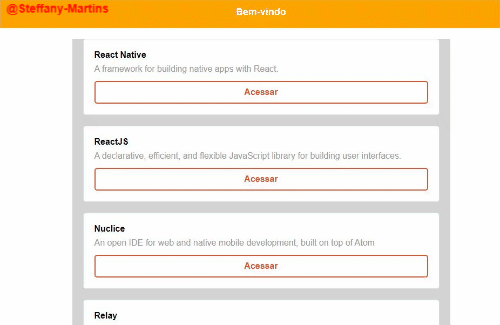 @Steffany-Martins
Bem-vindo
React Native
A framework for building native apps with React.
Acessar
ReactJS
A declarative, efficient, and flexible JavaScript library for building user interfaces.
Acessar
Nuclice
An open IDE for web and native mobile development, built on top of Atom
Acessar
Relay